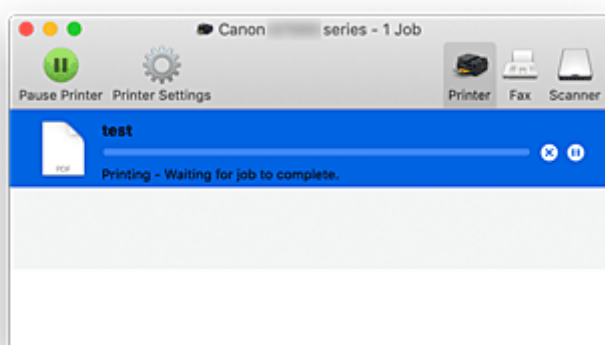 Canon series - 1 Job
Pause Printer Printer Settings Printer Fax Scanner
test
PDF
Printing - Waiting for job to complete.